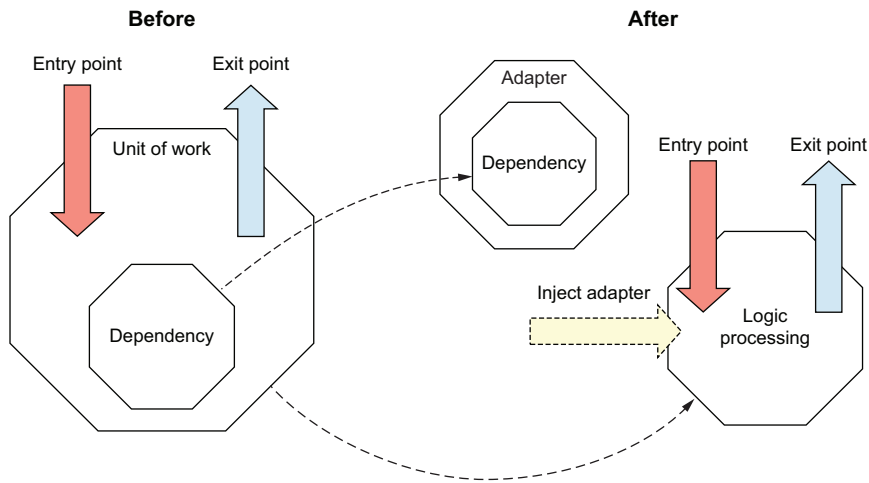 Before
Entry point
Exit point
Unit of work
Dependency
After
Adapter
Dependency
Entry point
Exit point
Inject adapter
Logic
processing